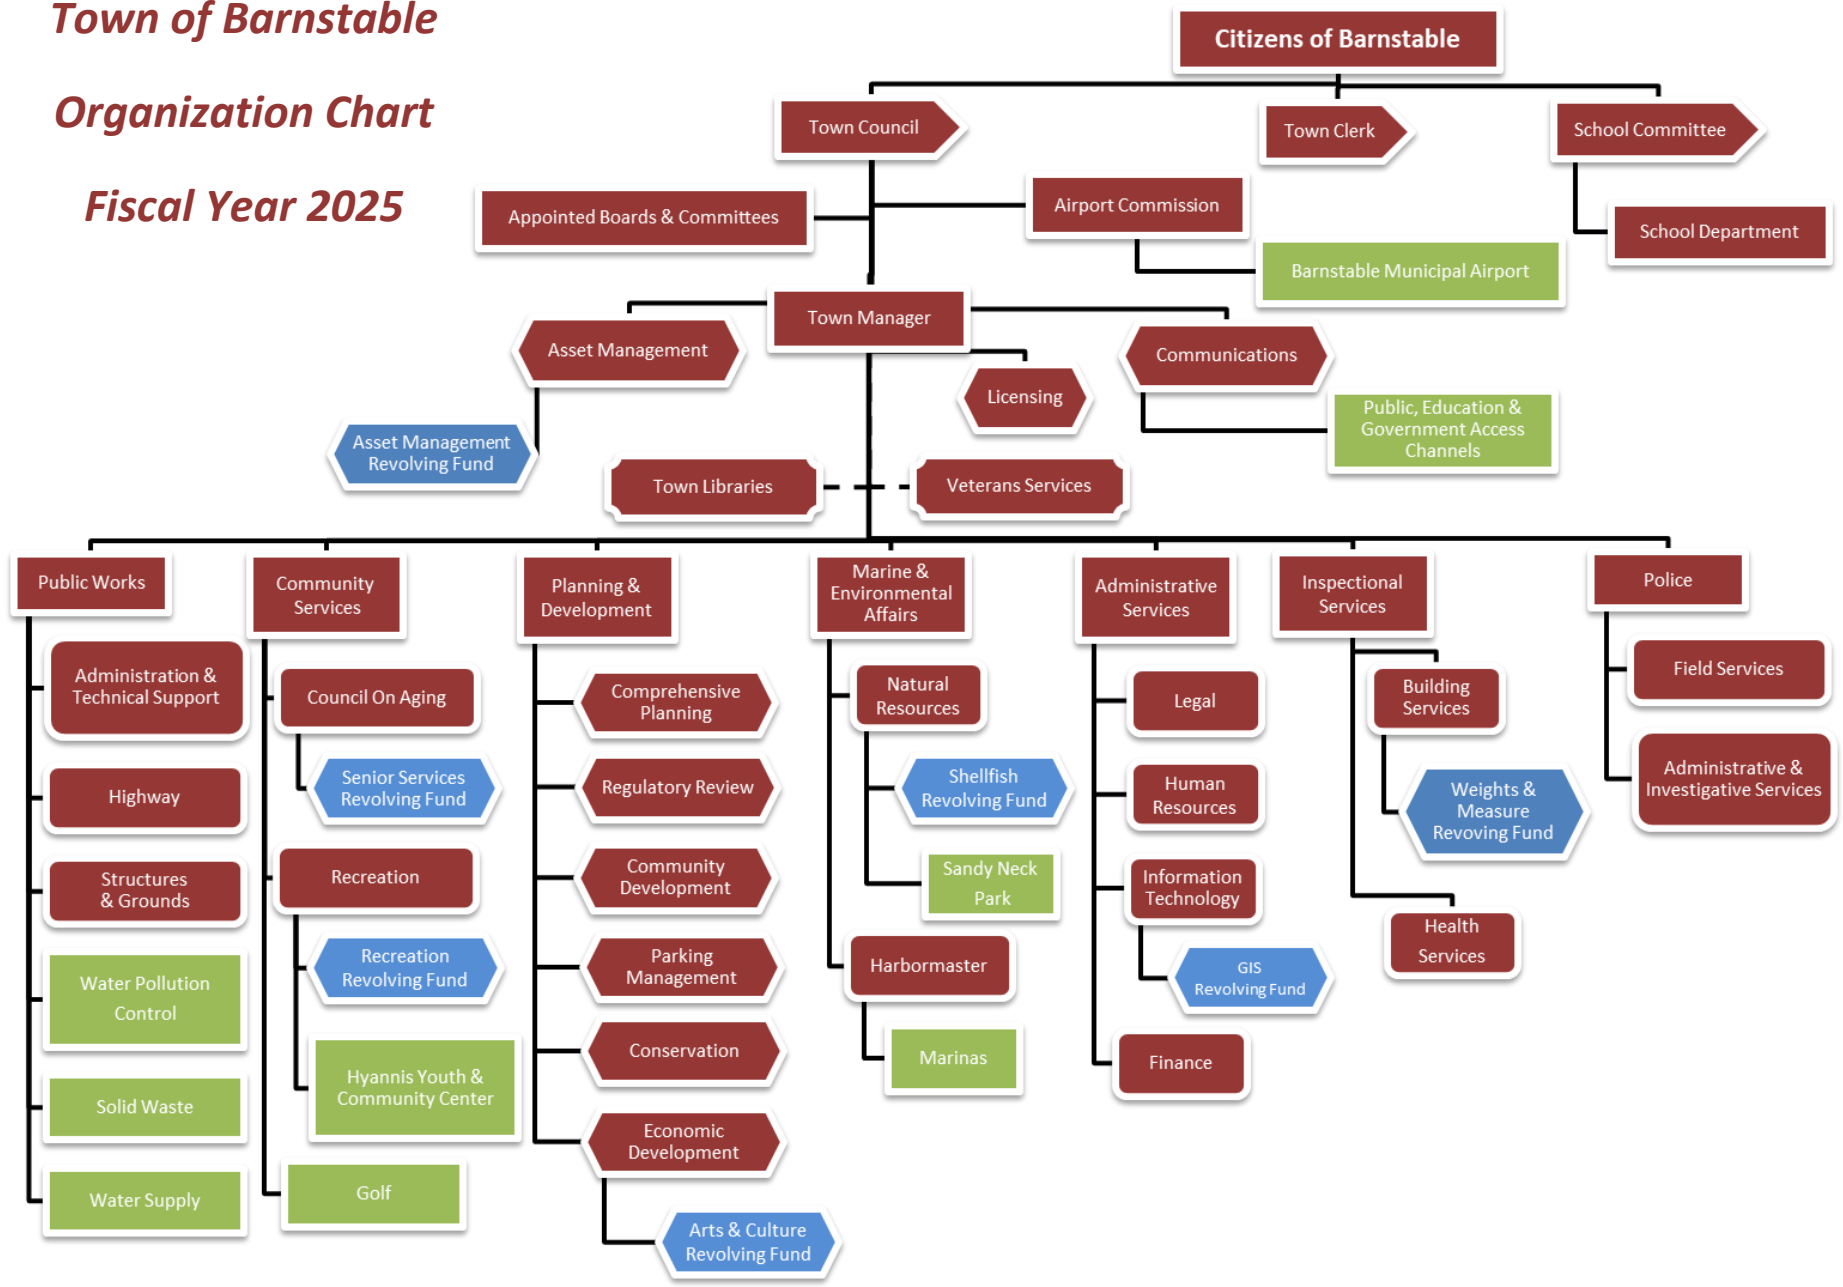 Town of Barnstable
Organization Chart
Fiscal Year 2025
Citizens of Barnstable
Town Council
Town Clerk
School Committee
Appointed Boards & Committees
Airport Commission
School Department
Barnstable Municipal Airport
Town Manager
Asset Management
Communications
Licensing
Asset Management
Revolving Fund
Public, Education &
Government Access
Channels
Town Libraries
Veterans Services
Public Works
Administration &
Technical Support
Highway
Structures
& Grounds
Water Pollution
Control
Solid Waste
Water Supply
Community
Services
Council On Aging
Senior Services
Revolving Fund
Recreation
Recreation
Revolving Fund
Hyannis Youth &
Community Center
Golf
Planning &
Development
Comprehensive
Planning
Regulatory Review
Community
Development
Parking
Management
Conservation
Economic
Development
Arts & Culture
Revolving Fund
Marine &
Environmental
Affairs
Natural
Resources
Shellfish
Revolving Fund
Sandy Neck
Park
Harbormaster
Marinas
Administrative
Services
Legal
Human
Resources
Information
Technology
GIS
Revolving Fund
Finance
Inspectional
Services
Building
Services
Weights &
Measure
Revoving Fund
Health
Services
Police
Field Services
Administrative &
Investigative Services